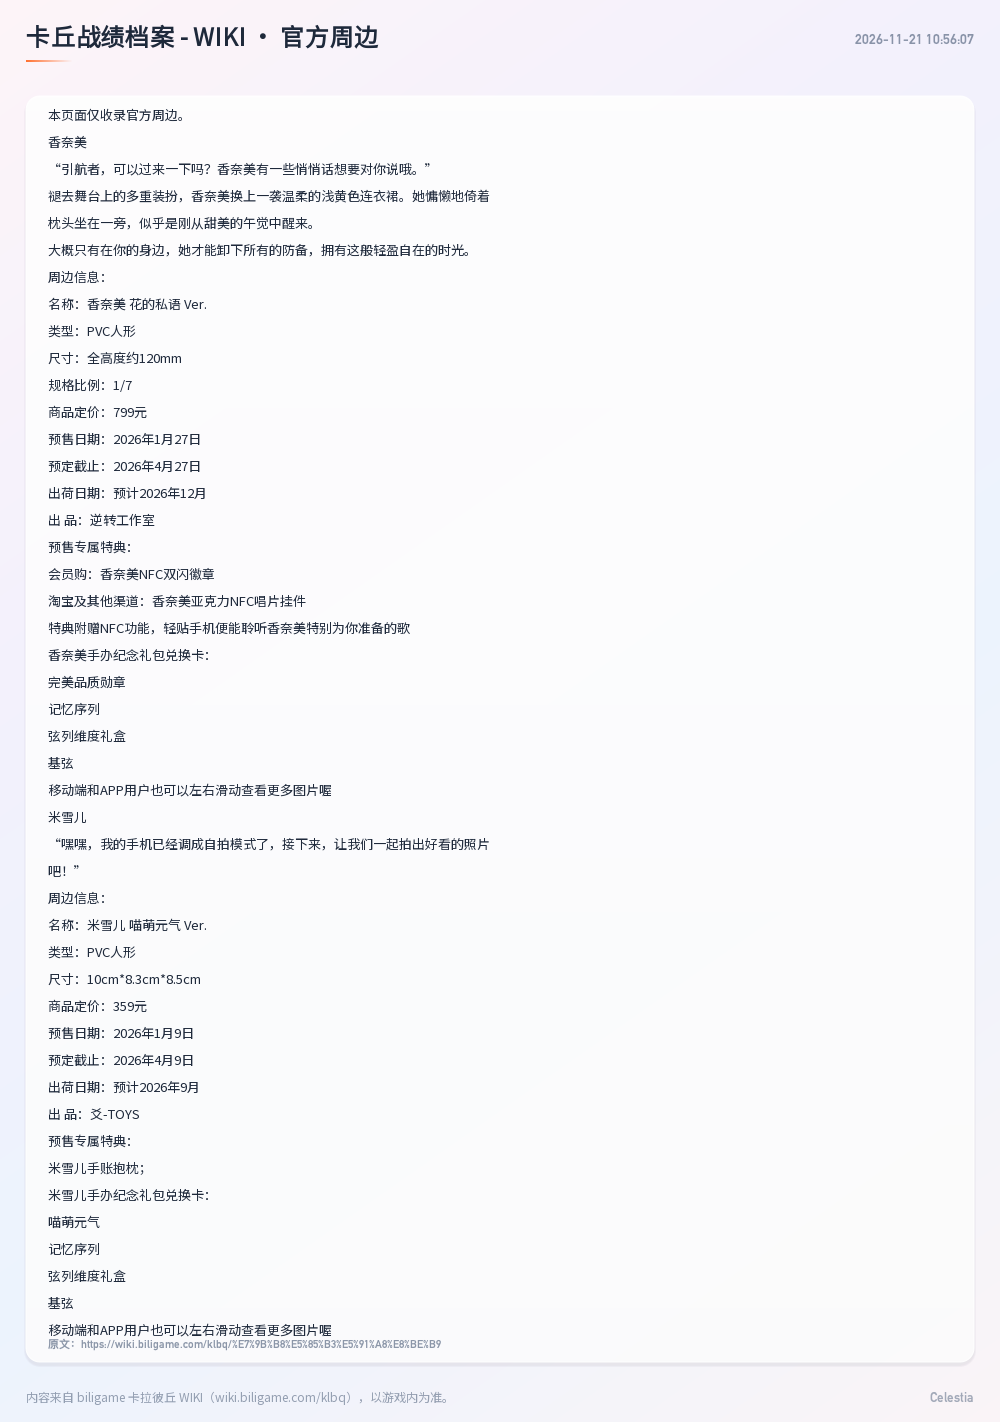 卡丘战绩档案 - WIKI · 官方周边
2026-11-21 10:56:07
本页面仅收录官方周边。
香奈美
“引航者，可以过来一下吗？香奈美有一些悄悄话想要对你说哦。”
褪去舞台上的多重装扮，香奈美换上一袭温柔的浅黄色连衣裙。她慵懒地倚着
枕头坐在一旁，似乎是刚从甜美的午觉中醒来。
大概只有在你的身边，她才能卸下所有的防备，拥有这般轻盈自在的时光。
周边信息：
名称：香奈美 花的私语 Ver.
类型：PVC人形
尺寸：全高度约120mm
规格比例：1/7
商品定价：799元
预售日期：2026年1月27日
预定截止：2026年4月27日
出荷日期：预计2026年12月
出 品：逆转工作室
预售专属特典：
会员购：香奈美NFC双闪徽章
淘宝及其他渠道：香奈美亚克力NFC唱片挂件
特典附赠NFC功能，轻贴手机便能聆听香奈美特别为你准备的歌
香奈美手办纪念礼包兑换卡：
完美品质勋章
记忆序列
弦列维度礼盒
基弦
移动端和APP用户也可以左右滑动查看更多图片喔
米雪儿
“嘿嘿，我的手机已经调成自拍模式了，接下来，让我们一起拍出好看的照片
吧！”
周边信息：
名称：米雪儿 喵萌元气 Ver.
类型：PVC人形
尺寸：10cm*8.3cm*8.5cm
商品定价：359元
预售日期：2026年1月9日
预定截止：2026年4月9日
出荷日期：预计2026年9月
出 品：爻-TOYS
预售专属特典：
米雪儿手账抱枕；
米雪儿手办纪念礼包兑换卡：
喵萌元气
记忆序列
弦列维度礼盒
基弦
移动端和APP用户也可以左右滑动查看更多图片喔
原文：https://wiki.biligame.com/klbq/%E7%9B%B8%E5%85%B3%E5%91%A8%E8%BE%B9
内容来自 biligame 卡拉彼丘 WIKI（wiki.biligame.com/klbq），以游戏内为准。
Celestia